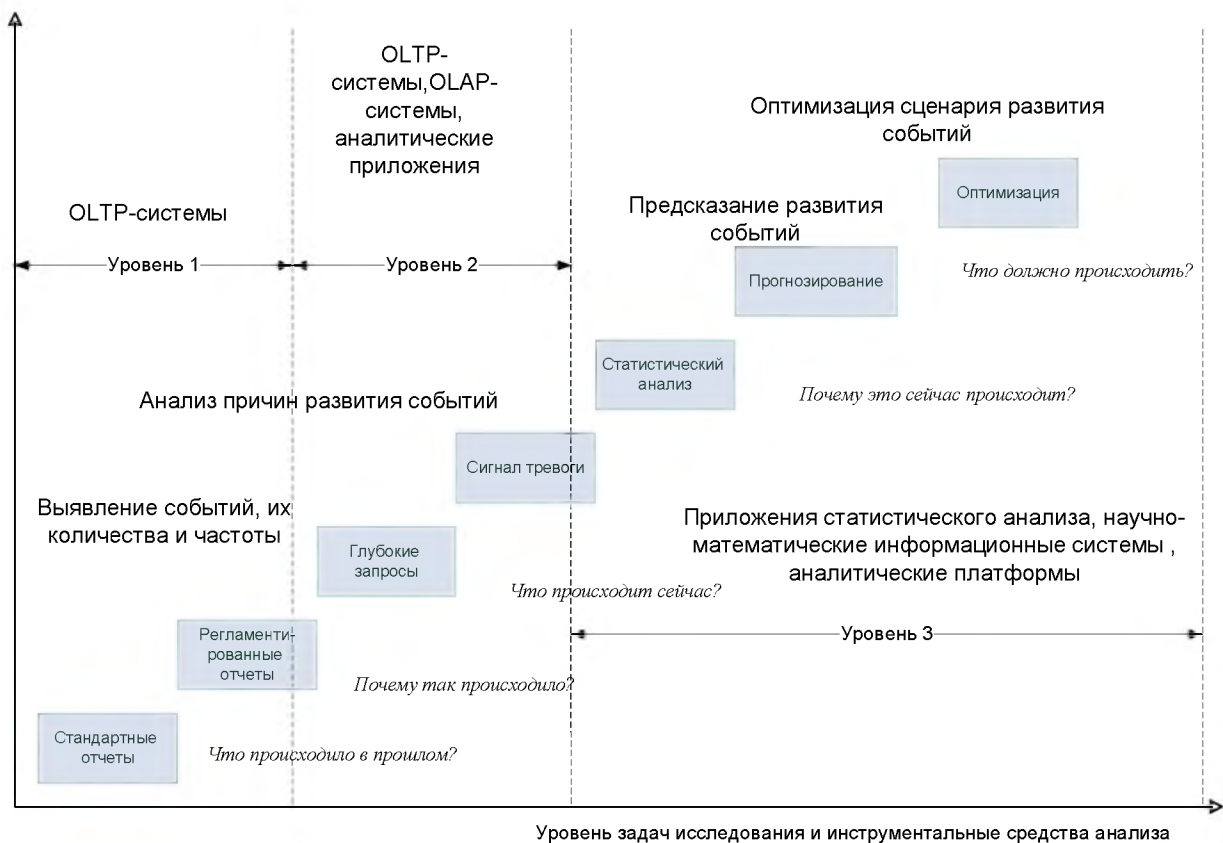 OLTP-
системы,OLAP-
системы,
аналитические
приложения
Оптимизация сценария развития
событий
Оптимизация
OLTP-системы
Предсказание развития
событий
Уровень 1
Уровень 2
Что должно происходить?
Прогнозирование
Статистический
анализ
Анализ причин развития событий
Почему это сейчас происходит?
Сигнал тревоги
Выявление событий, их
количества и частоты
Приложения статистического анализа, научно-
математические информационные системы ,
аналитические платформы
Глубокие
запросы
Что происходит сейчас?
Уровень 3
Регламенти-
рованные
отчеты
Почему так происходило?
Стандартные
отчеты
Что происходило в прошлом?
Уровень задач исследования и инструментальные средства анализа